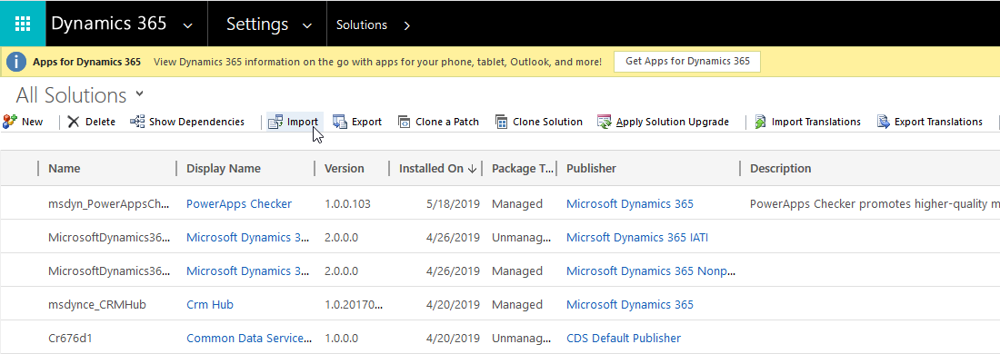 Dynamics 365 Settings Solutions
Apps for Dynamics 365 View Dynamics 365 information on the go with apps for your phone, tablet, Outlook, and more! Get Apps for Dynamics 365
All Solutions
New Delete Show Dependencies Import Export Clone a Patch Clone Solution Apply Solution Upgrade Import Translations Export Translations
Name Display Name Version Installed On ↓ Package T... Publisher Description
msdyn_PowerAppsCh... PowerApps Checker 1.0.0.103 5/18/2019 Managed Microsoft Dynamics 365 PowerApps Checker promotes higher-quality m
MicrosoftDynamics36... Microsoft Dynamics 3... 2.0.0.0 4/26/2019 Unmanag... Micrsoft Dynamics 365 IATI
MicrosoftDynamics36... Microsoft Dynamics 3... 2.0.0.0 4/26/2019 Managed Microsoft Dynamics 365 Nonp...
msdynce_CRMHub Crm Hub 1.0.20170... 4/20/2019 Managed Microsoft Dynamics 365
Cr676d1 Common Data Service... 1.0.0.0 4/20/2019 Unmanag... CDS Default Publisher